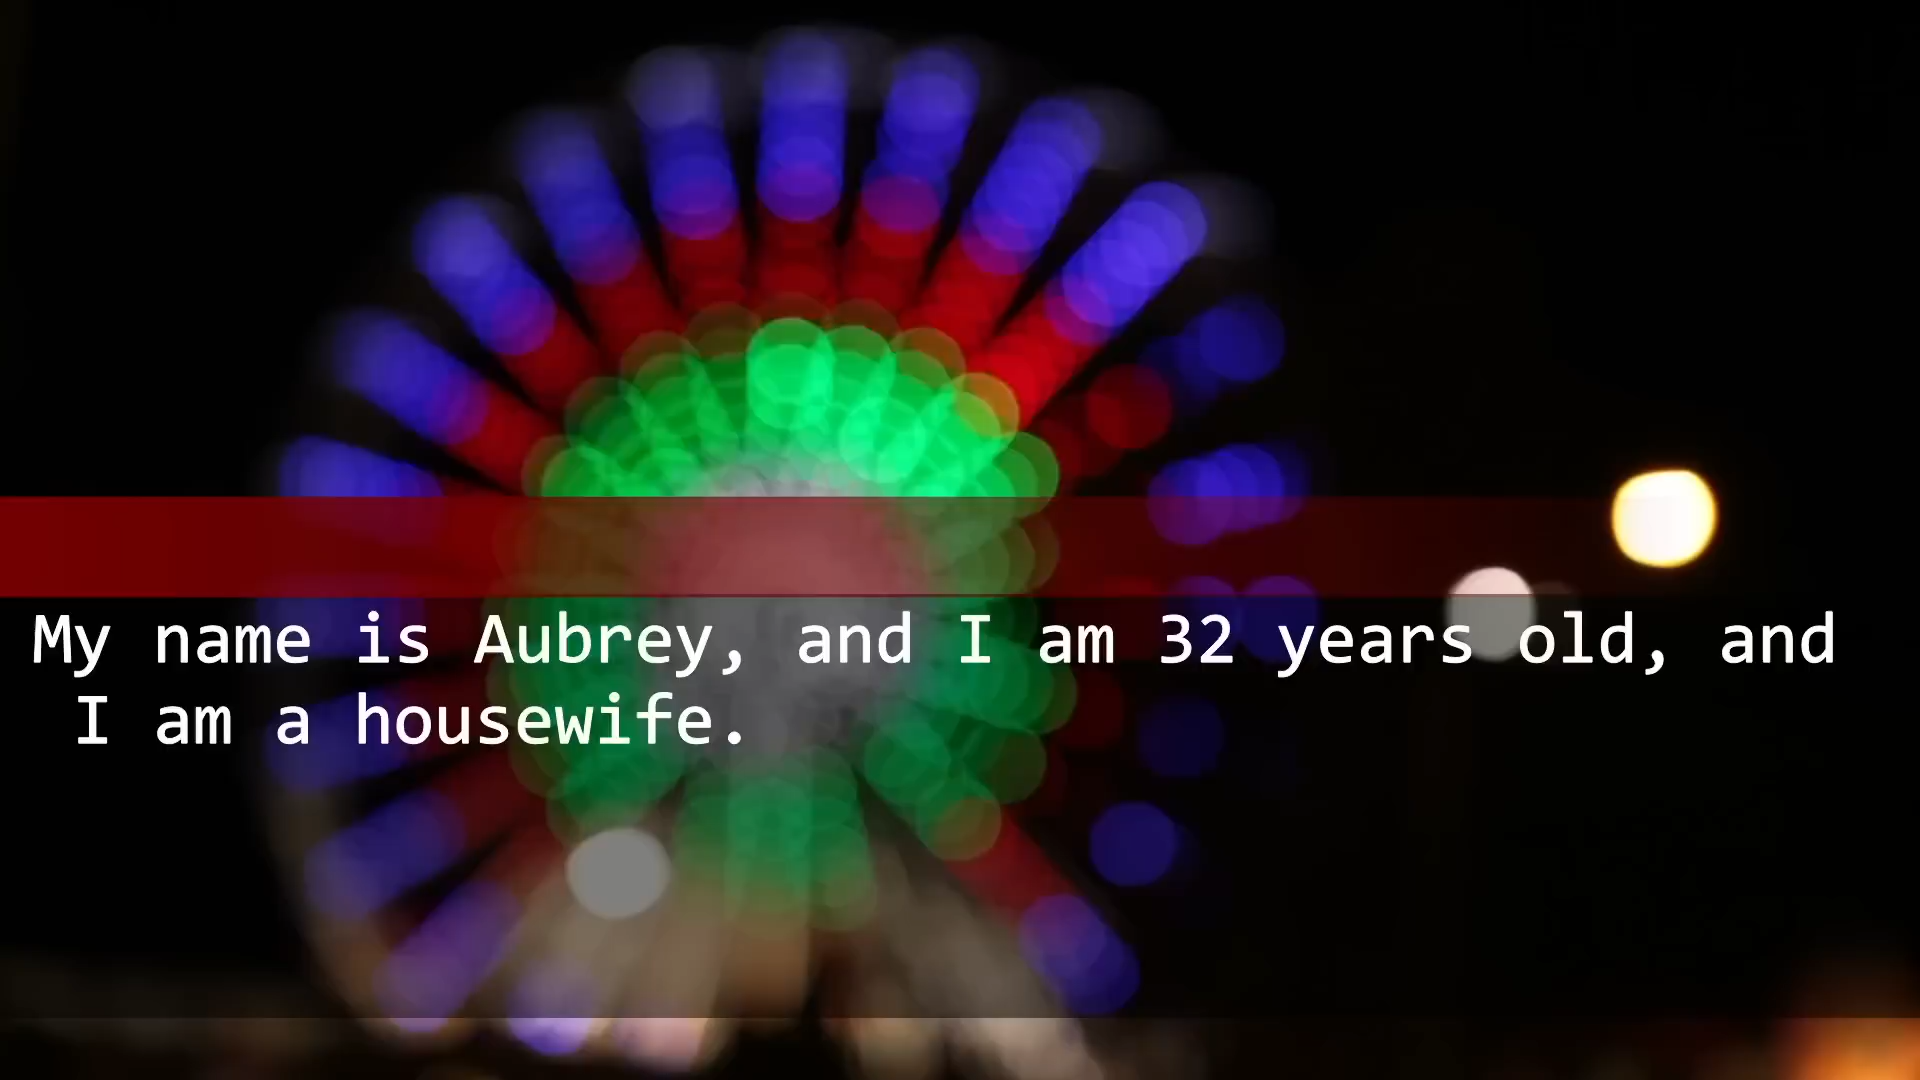 My name is Aubrey, and I am 32 years old, and
I am a housewife.